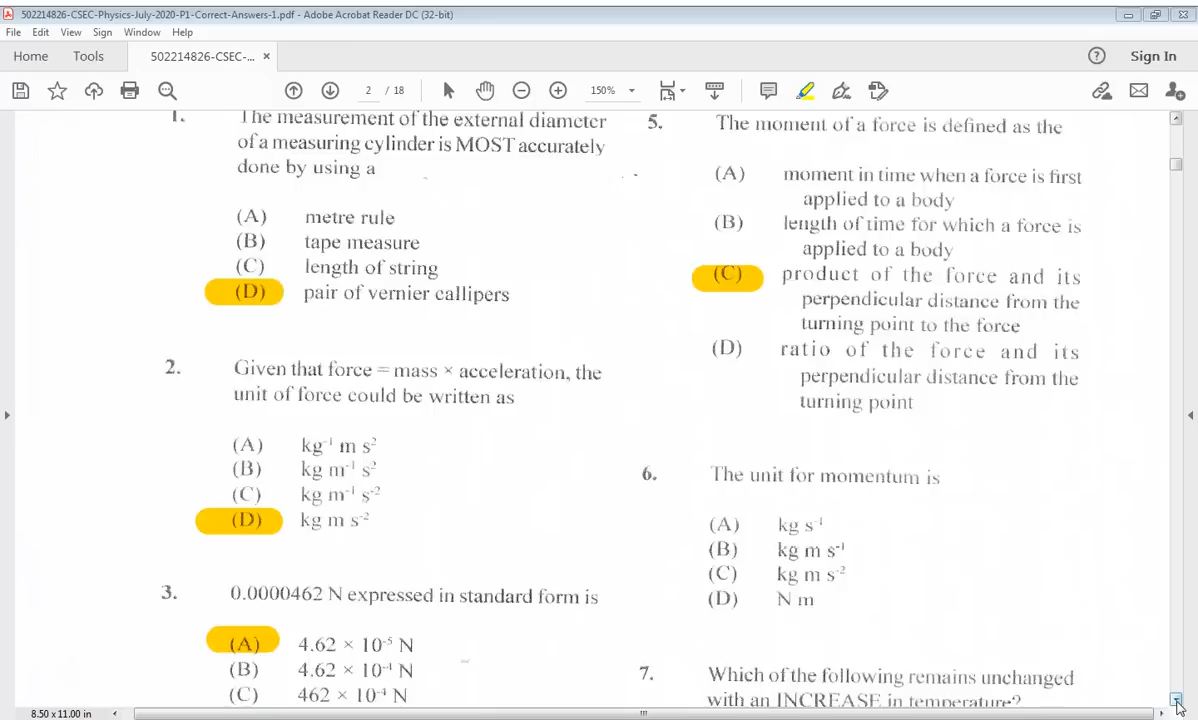 502214826-CSEC-Physics-July-2020-P1-Correct-Answers-1.pdf - Adobe Acrobat Reader DC (32-bit)
File Edit View Sign Window Help
Home Tools 502214826-CSEC-... × Sign In
2 / 18 150%
1. The measurement of the external diameter
of a measuring cylinder is MOST accurately
done by using a
(A) metre rule
(B) tape measure
(C) length of string
(D) pair of vernier callipers
2. Given that force = mass × acceleration, the
unit of force could be written as
(A) kg⁻¹ m s²
(B) kg m⁻¹ s²
(C) kg m⁻¹ s⁻²
(D) kg m s⁻²
3. 0.0000462 N expressed in standard form is
(A) 4.62 × 10⁻⁵ N
(B) 4.62 × 10⁻⁴ N
(C) 462 × 10⁻⁴ N
5. The moment of a force is defined as the
(A) moment in time when a force is first
applied to a body
(B) length of time for which a force is
applied to a body
(C) product of the force and its
perpendicular distance from the
turning point to the force
(D) ratio of the force and its
perpendicular distance from the
turning point
6. The unit for momentum is
(A) kg s⁻¹
(B) kg m s⁻¹
(C) kg m s⁻²
(D) N m
7. Which of the following remains unchanged
with an INCREASE in temperature?
8.50 x 11.00 in